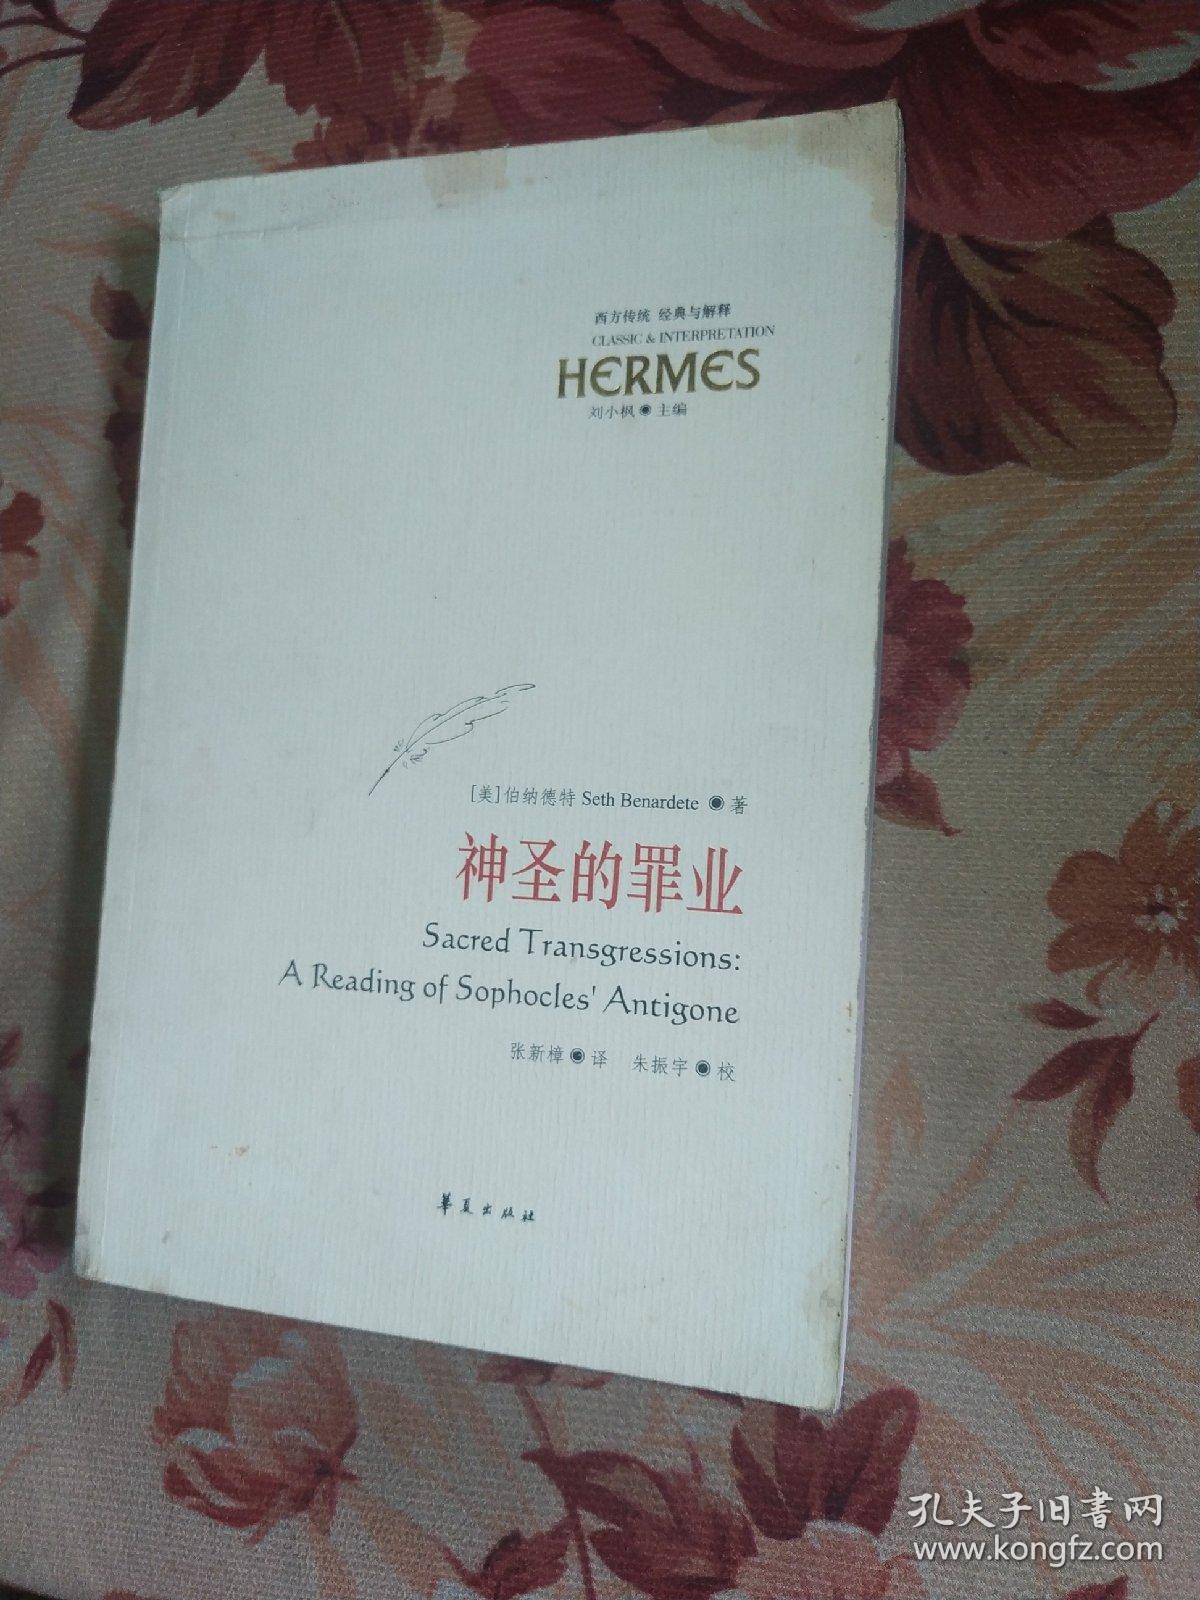 西方传统 经典与解释
CLASSIC & INTERPRETATION
HERMES
刘小枫◉主编
[美]伯纳德特 Seth Benardete ◉著
神圣的罪业
Sacred Transgressions:
A Reading of Sophocles' Antigone
张新樟◉译 朱振宇◉校
华夏出版社
孔夫子旧書网
www.kongfz.com